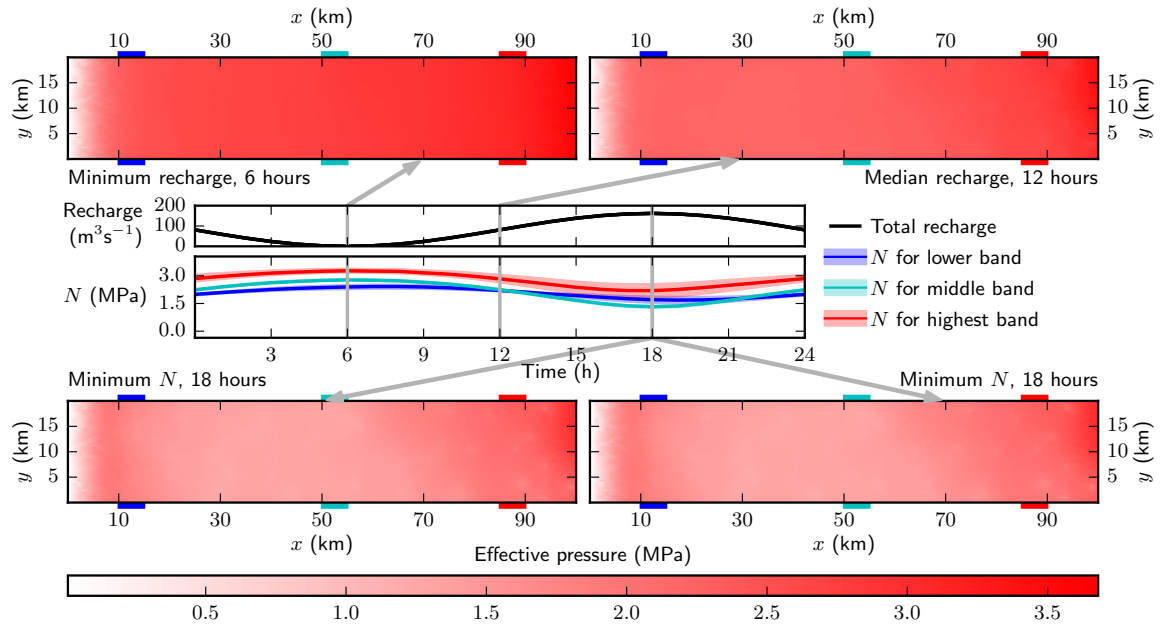 x (km) x (km)
10 30 50 70 90 10 30 50 70 90
y (km) 15 10 5 15 10 5 y (km)
Minimum recharge, 6 hours Median recharge, 12 hours
Recharge (m³s⁻¹) 200 100 0
N (MPa) 3.0 1.5 0.0
3 6 9 12 15 18 21 24
Time (h)
Total recharge
N for lower band
N for middle band
N for highest band
Minimum N, 18 hours Minimum N, 18 hours
y (km) 15 10 5 15 10 5 y (km)
10 30 50 70 90 10 30 50 70 90
x (km) x (km)
Effective pressure (MPa)
0.5 1.0 1.5 2.0 2.5 3.0 3.5